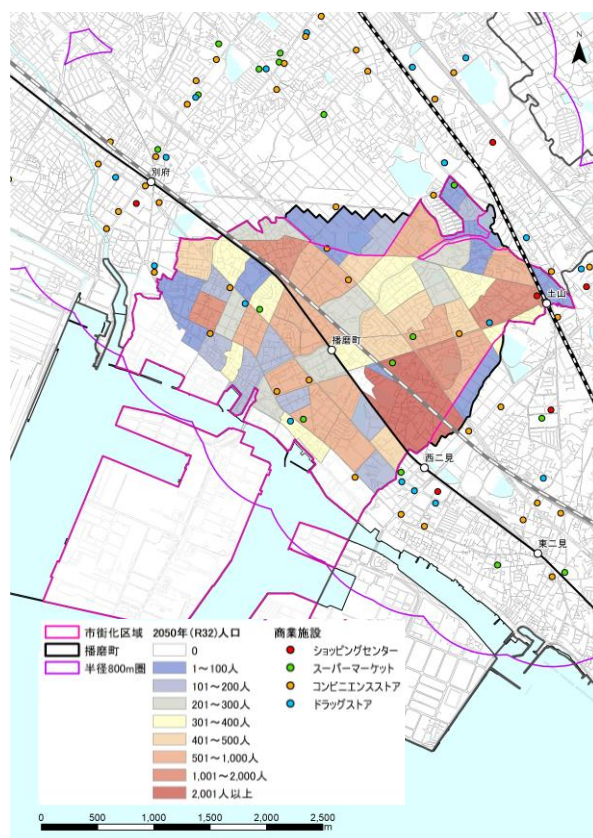 N
別府
土山
播磨町
西二見
東二見
市街化区域
播磨町
半径800m圏
2050年（R32）人口
0
1～100人
101～200人
201～300人
301～400人
401～500人
501～1,000人
1,001～2,000人
2,001人以上
商業施設
ショッピングセンター
スーパーマーケット
コンビニエンスストア
ドラッグストア
0 500 1,000 1,500 2,000 2,500
m